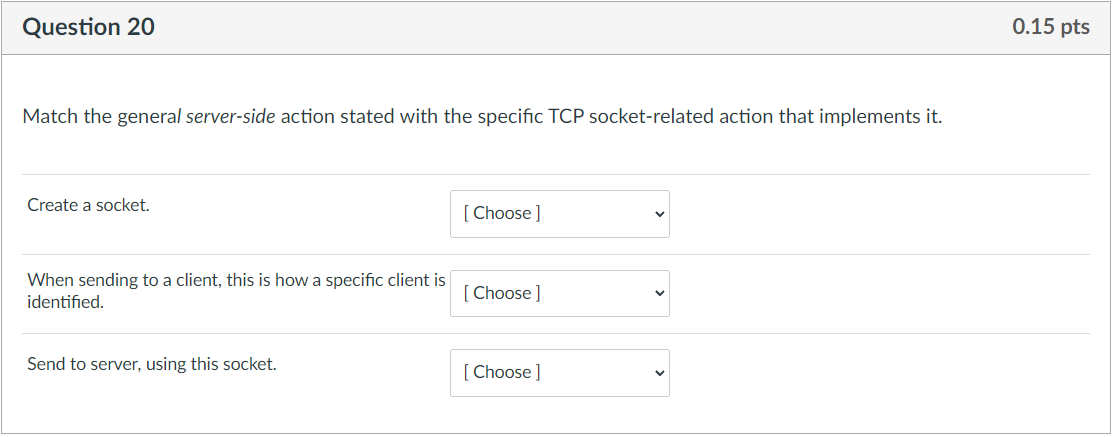 Question 20
0.15 pts
Match the general server-side action stated with the specific TCP socket-related action that implements it.
Create a socket.
[ Choose ]
When sending to a client, this is how a specific client is
identified.
[ Choose ]
Send to server, using this socket.
[ Choose ]